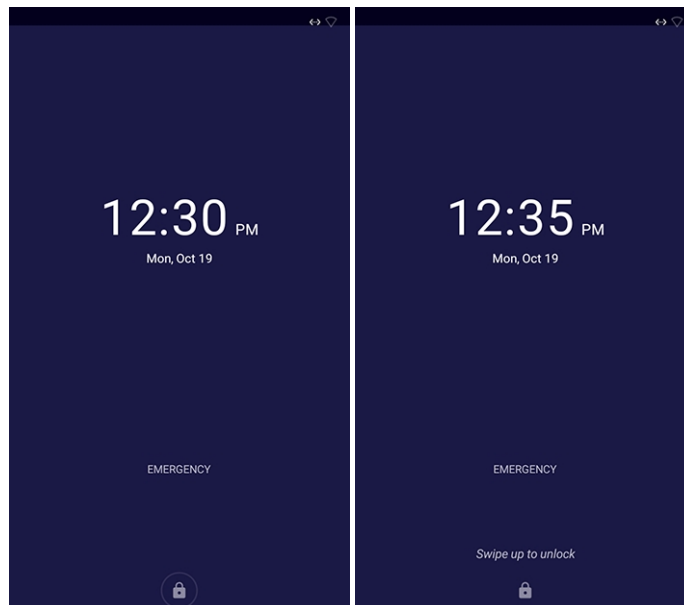 12:30 PM
Mon, Oct 19
EMERGENCY
12:35 PM
Mon, Oct 19
EMERGENCY
Swipe up to unlock